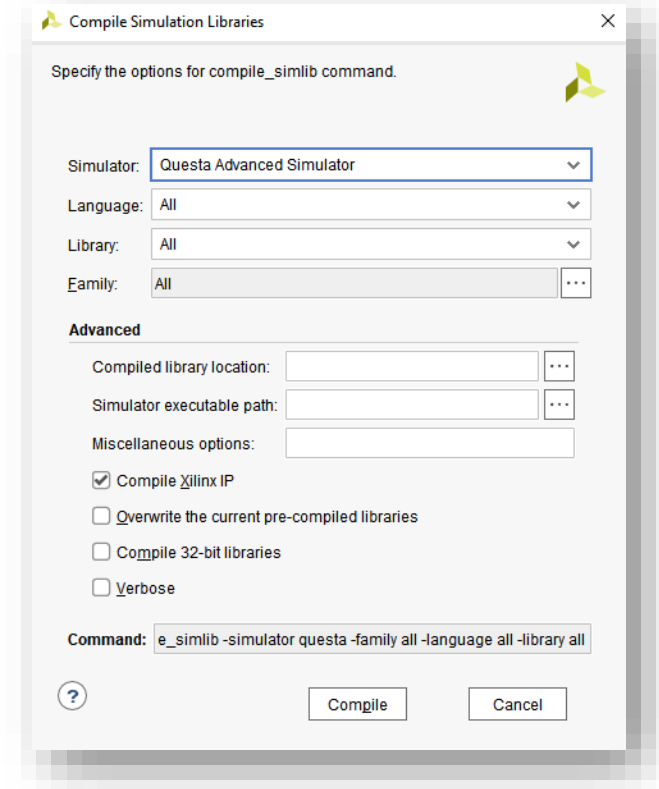 Compile Simulation Libraries
Specify the options for compile_simlib command.
Simulator: Questa Advanced Simulator
Language: All
Library: All
Family: All
...
Advanced
Compiled library location: ...
Simulator executable path: ...
Miscellaneous options:
Compile Xilinx IP
Overwrite the current pre-compiled libraries
Compile 32-bit libraries
Verbose
Command: e_simlib -simulator questa -family all -language all -library all
? Compile Cancel